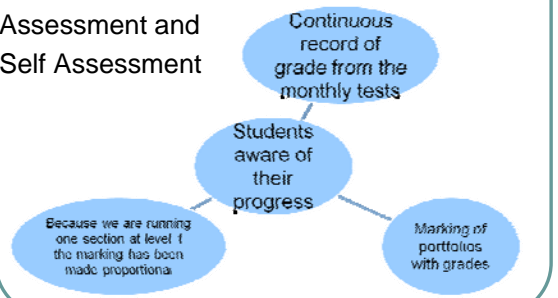 Assessment and
Self Assessment
Continuous
record of
grade from the
monthly tests
Students
aware of
their
progress
Because we are running
one section at level 1
the marking has been
made proportional
Marking of
portfolios
with grades